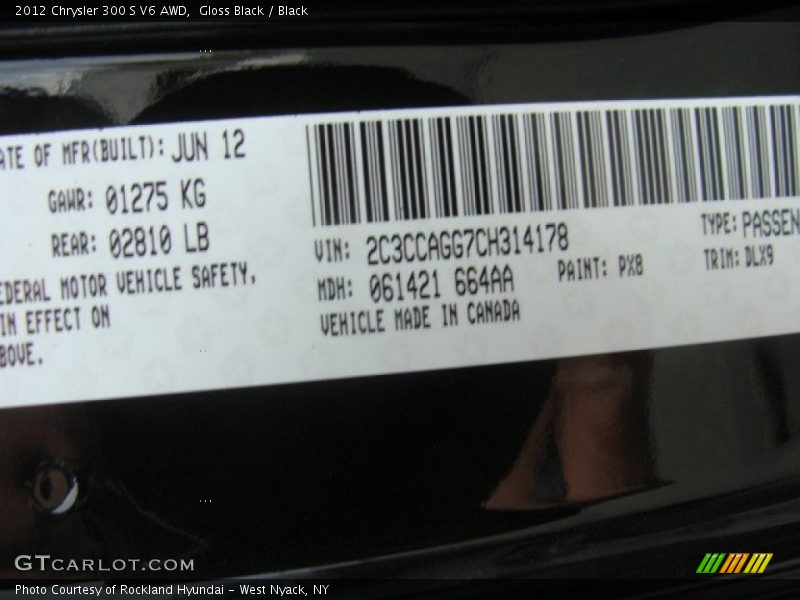 2012 Chrysler 300 S V6 AWD,  Gloss Black / Black
ATE OF MFR(BUILT): JUN 12
GAWR: 01275 KG
REAR: 02810 LB
EDERAL MOTOR VEHICLE SAFETY,
IN EFFECT ON
BOVE.
VIN: 2C3CCAGG7CH314178
TYPE: PASSEN
MDH: 061421 664AA
PAINT: PX8
TRIM: DLX9
VEHICLE MADE IN CANADA
GTCARLOT.COM
Photo Courtesy of Rockland Hyundai - West Nyack, NY